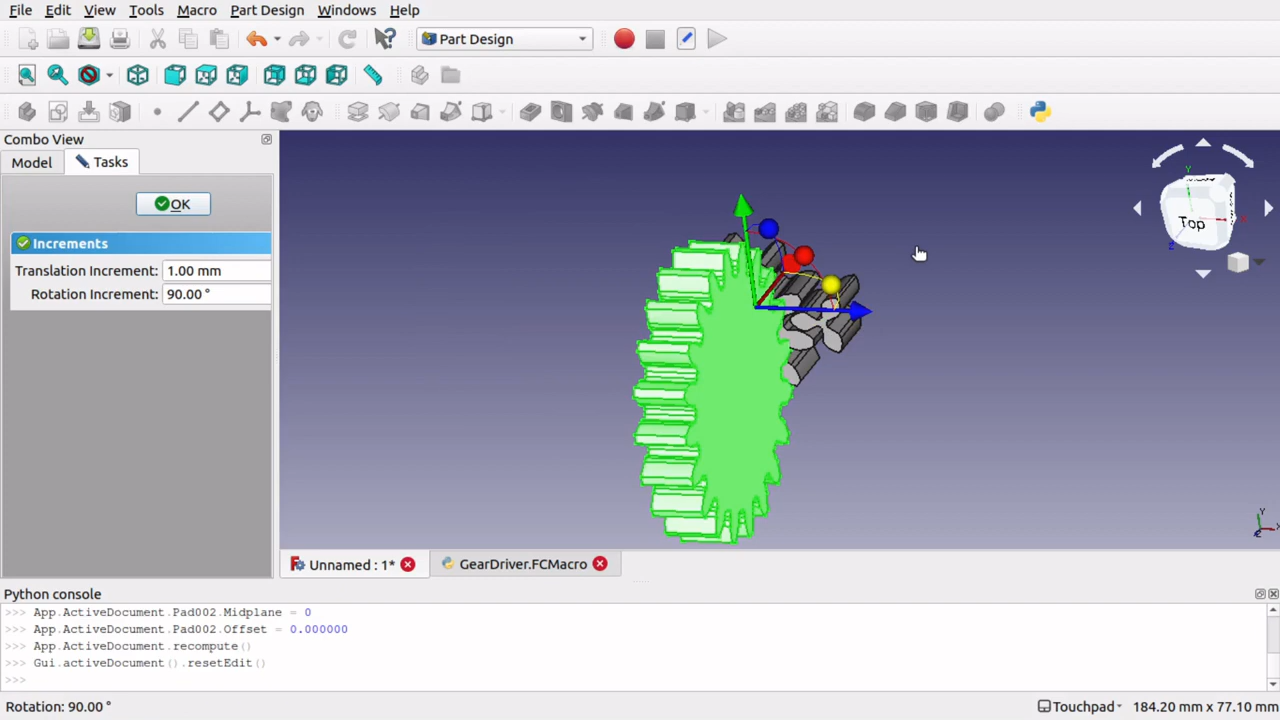 File Edit View Tools Macro Part Design Windows Help
Part Design
Combo View
Model Tasks
OK
Increments
Translation Increment: 1.00 mm
Rotation Increment: 90.00 °
Top
Y
X
Z
Unnamed : 1* GearDriver.FCMacro
Python console
>>> App.ActiveDocument.Pad002.Midplane = 0
>>> App.ActiveDocument.Pad002.Offset = 0.000000
>>> App.ActiveDocument.recompute()
>>> Gui.activeDocument().resetEdit()
>>>
Rotation: 90.00 ° Touchpad 184.20 mm x 77.10 mm